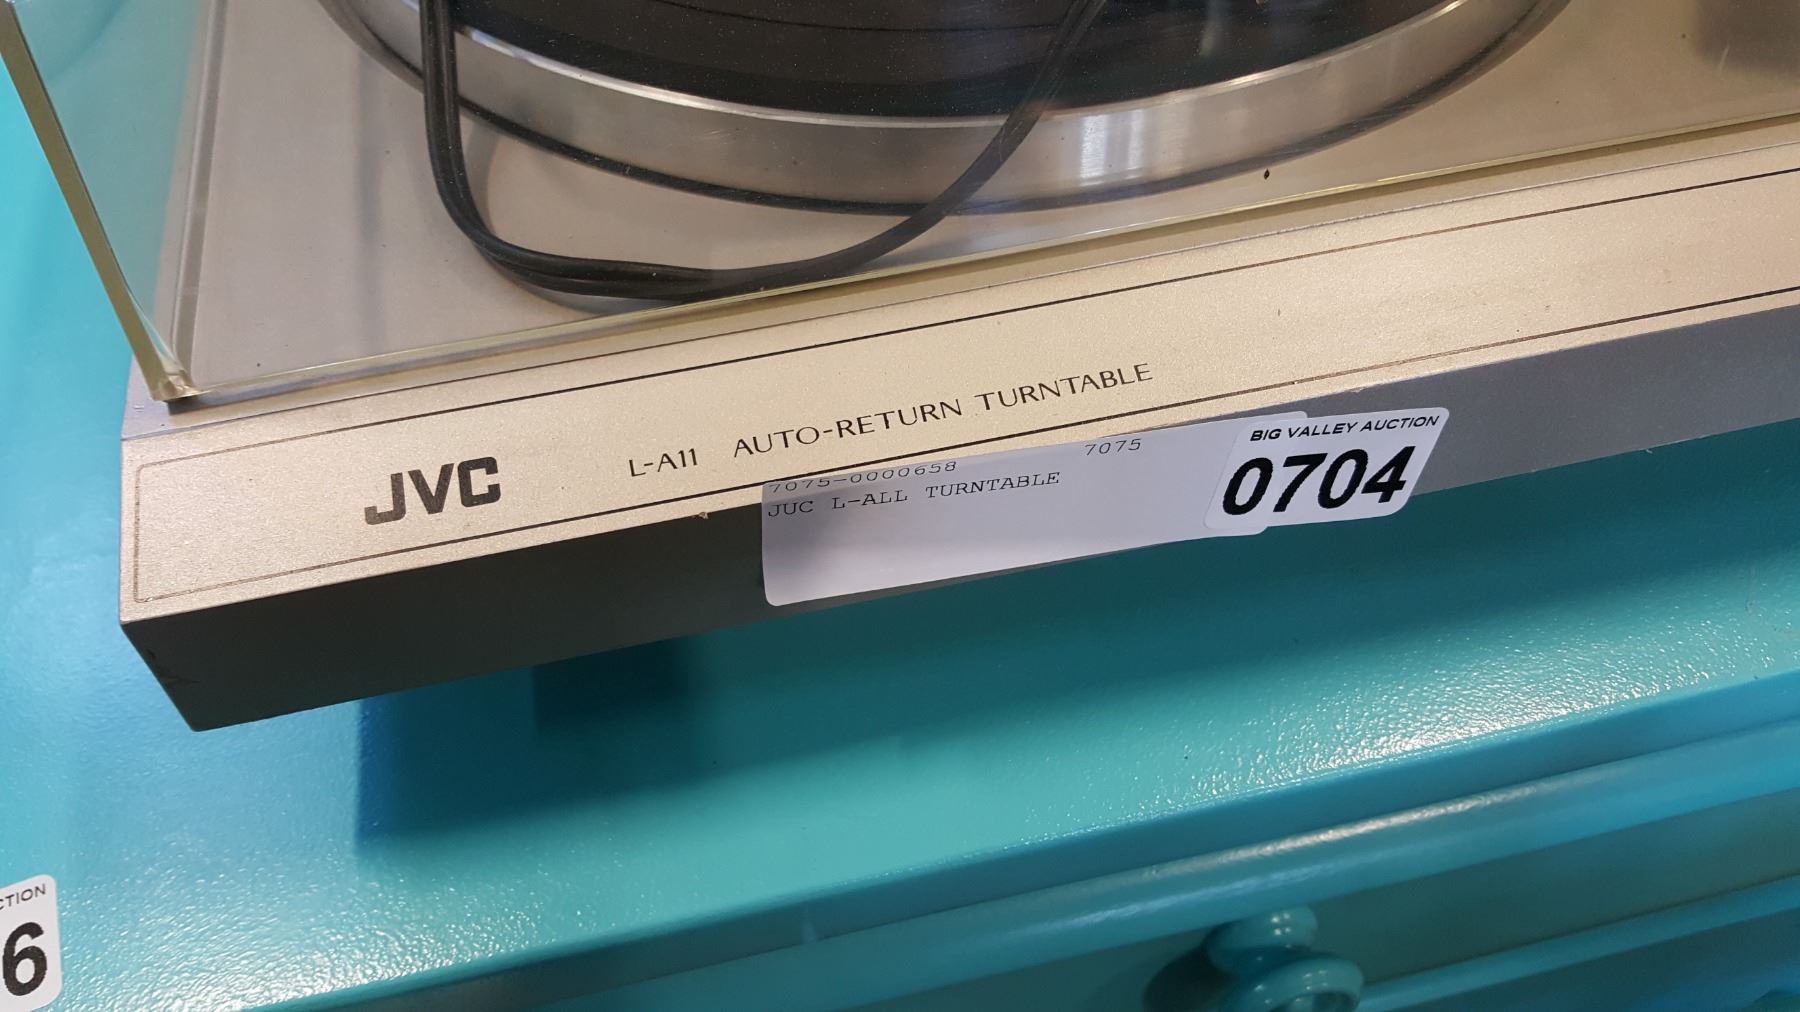 JVC L-A11 AUTO-RETURN TURNTABLE
7075-0000658 7075
JUC L-ALL TURNTABLE
BIG VALLEY AUCTION
0704
CTION
6